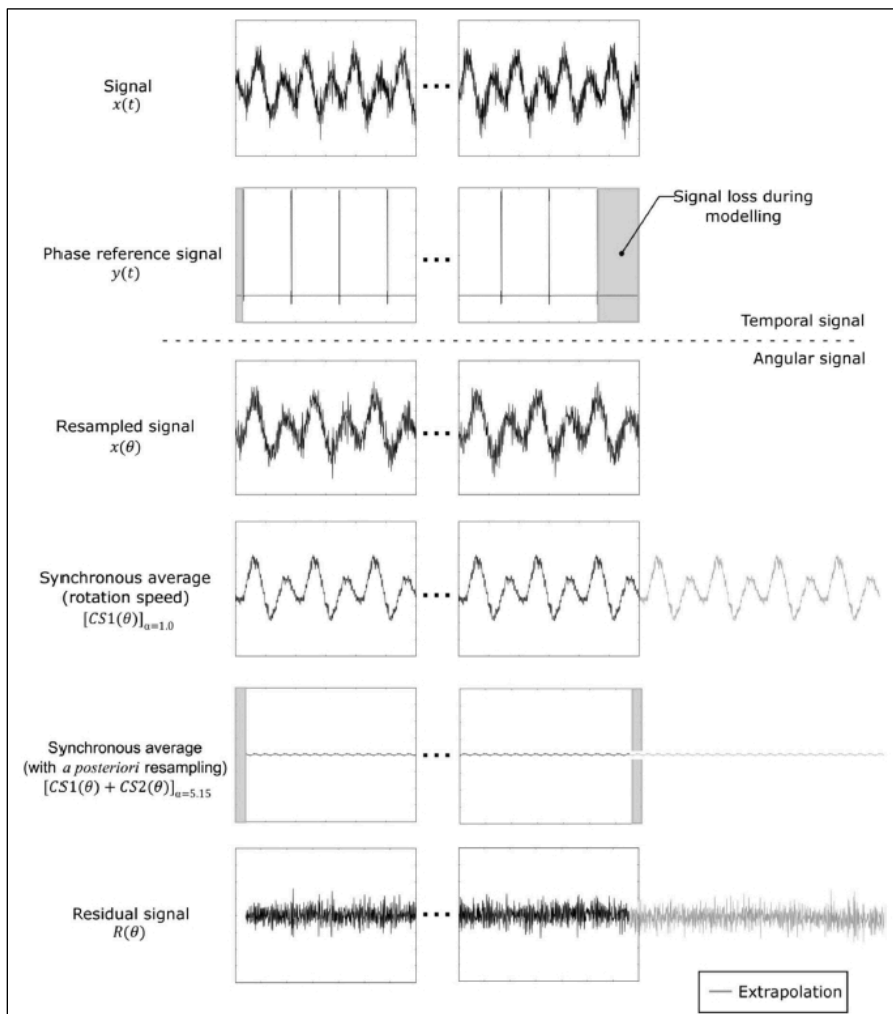 Signal
x(t)
Signal loss during
modelling
Phase reference signal
y(t)
Temporal signal
Angular signal
Resampled signal
x(θ)
Synchronous average
(rotation speed)
[CS1(θ)]α=1.0
Synchronous average
(with a posteriori resampling)
[CS1(θ) + CS2(θ)]α=5.15
Residual signal
R(θ)
Extrapolation